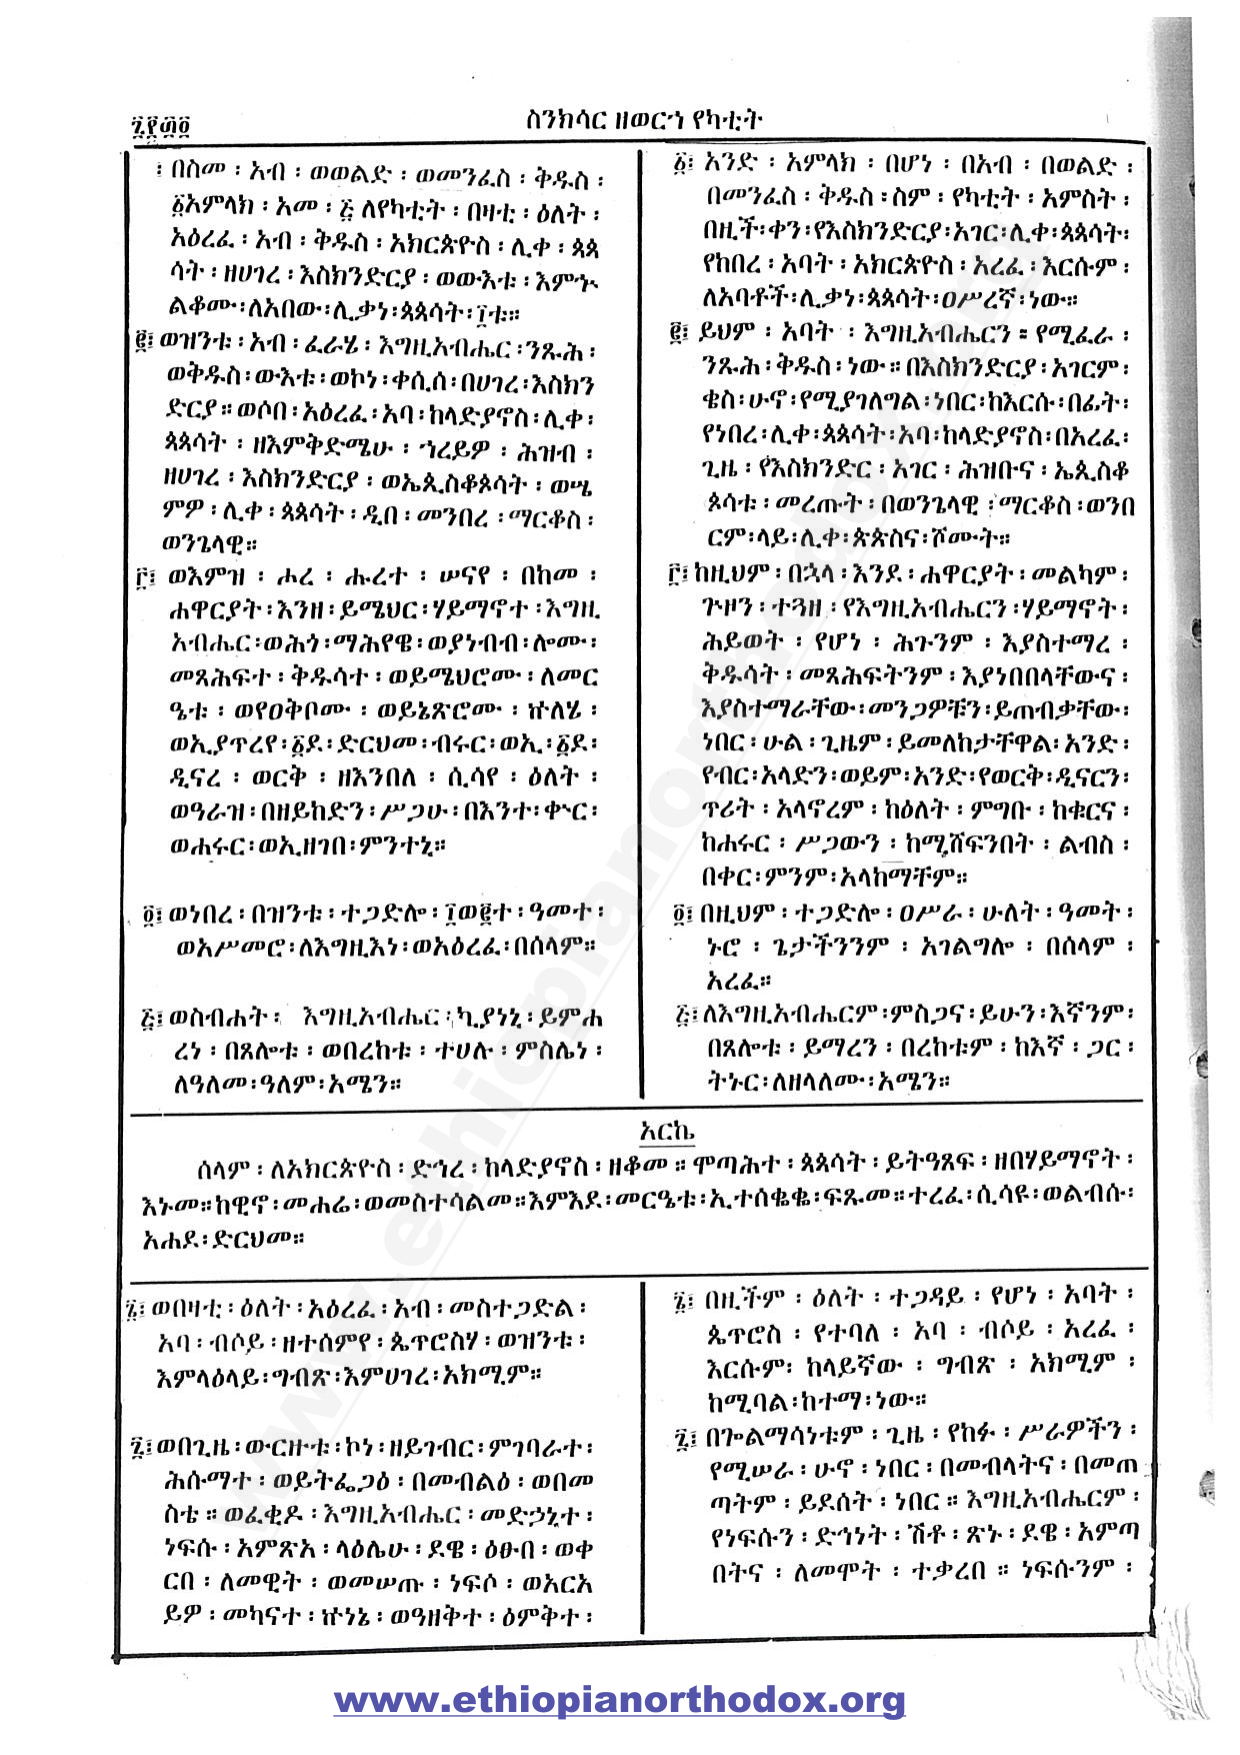 ፯፻፴፬
ስንክሳር ዘወርኀ የካቲት
፤ በስመ ፡ አብ ፡ ወወልድ ፡ ወመንፈስ ፡ ቅዱስ ፡
፩አምላክ ፡ አመ ፡ ፭ ለየካቲት ፡ በዛቲ ፡ ዕለት ፡
አዕረፈ ፡ አብ ፡ ቅዱስ ፡ አክርጵዮስ ፡ ሊቀ ፡ ጳጳ
ሳት ፡ ዘሀገረ ፡ እስክንድርያ ፡ ወውእቱ ፡ እምኍ
ልቆሙ ፡ ለአበው ፡ ሊቃነ ፡ ጳጳሳት ፡ ፲ቱ ።
፪፤ ወዝንቱ ፡ አብ ፡ ፈራሄ ፡ እግዚአብሔር ፡ ንጹሕ ፡
ወቅዱስ ፡ ውእቱ ፡ ወኮነ ፡ ቀሲሰ ፡ በሀገረ ፡ እስክን
ድርያ ። ወሶበ ፡ አዕረፈ ፡ አባ ፡ ከላድያኖስ ፡ ሊቀ ፡
ጳጳሳት ፡ ዘእምቅድሜሁ ፡ ኀረይዎ ፡ ሕዝብ ፡
ዘሀገረ ፡ እስክንድርያ ፡ ወኤጲስቆጶሳት ፡ ወሤ
ምዎ ፡ ሊቀ ፡ ጳጳሳት ፡ ዲበ ፡ መንበረ ፡ ማርቆስ ፡
ወንጌላዊ ።
፫፤ ወእምዝ ፡ ሖረ ፡ ሑረተ ፡ ሠናየ ፡ በከመ ፡
ሐዋርያት ፡ እንዘ ፡ ይሜህር ፡ ሃይማኖተ ፡ እግዚ
አብሔር ፡ ወሕጎ ፡ ማሕየዌ ፡ ወያነብብ ፡ ሎሙ ፡
መጻሕፍተ ፡ ቅዱሳተ ፡ ወይሜህሮሙ ፡ ለመር
ዔቱ ፡ ወየዐቅቦሙ ፡ ወይኔጽሮሙ ፡ ኵለሄ ፡
ወኢያጥረየ ፡ ፩ደ ፡ ድርህመ ፡ ብሩር ፡ ወኢ ፡ ፩ደ ፡
ዲናረ ፡ ወርቅ ፡ ዘእንበለ ፡ ሲሳየ ፡ ዕለት ፡
ወዓራዝ ፡ በዘይከድን ፡ ሥጋሁ ፡ በእንተ ፡ ቍር ፡
ወሐሩር ፡ ወኢዘገበ ፡ ምንተኒ ።
፬፤ ወነበረ ፡ በዝንቱ ፡ ተጋድሎ ፡ ፲ወ፪ተ ፡ ዓመተ ፡
ወአሥመሮ ፡ ለእግዚእነ ፡ ወአዕረፈ ፡ በሰላም ።
፭፤ ወስብሐት ፡ እግዚአብሔር ፡ ኪያነኒ ፡ ይምሐ
ረነ ፡ በጸሎቱ ፡ ወበረከቱ ፡ ተሀሉ ፡ ምስሌነ ፡
ለዓለመ ፡ ዓለም ፡ አሜን ።
፩፤ አንድ ፡ አምላክ ፡ በሆነ ፡ በአብ ፡ በወልድ ፡
በመንፈስ ፡ ቅዱስ ፡ ስም ፡ የካቲት ፡ አምስት ፡
በዚች ፡ ቀን ፡ የእስክንድርያ ፡ አገር ፡ ሊቀ ፡ ጳጳሳት ፡
የከበረ ፡ አባት ፡ አክርጵዮስ ፡ አረፈ ፡ እርሱም ፡
ለአባቶች ፡ ሊቃነ ፡ ጳጳሳት ፡ ዐሥረኛ ፡ ነው ።
፪፤ ይህም ፡ አባት ፡ እግዚአብሔርን ፡ የሚፈራ ፡
ንጹሕ ፡ ቅዱስ ፡ ነው ። በእስክንድርያ ፡ አገርም ፡
ቄስ ፡ ሁኖ ፡ የሚያገለግል ፡ ነበር ፡ ከእርሱ ፡ በፊት ፡
የነበረ ፡ ሊቀ ፡ ጳጳሳት ፡ አባ ፡ ከላድያኖስ ፡ በአረፈ ፡
ጊዜ ፡ የእስክንድር ፡ አገር ፡ ሕዝቡና ፡ ኤጲስቆ
ጶሳቱ ፡ መረጡት ፡ በወንጌላዊ ፡ ማርቆስ ፡ ወንበ
ርም ፡ ላይ ፡ ሊቀ ፡ ጵጵስና ፡ ሾሙት ።
፫፤ ከዚህም ፡ በኋላ ፡ እንደ ፡ ሐዋርያት ፡ መልካም ፡
ጕዞን ፡ ተጓዘ ፡ የእግዚአብሔርን ፡ ሃይማኖት ፡
ሕይወት ፡ የሆነ ፡ ሕጉንም ፡ እያስተማረ ፡
ቅዱሳት ፡ መጻሕፍትንም ፡ እያነበበላቸውና ፡
እያስተማራቸው ፡ መንጋዎቹን ፡ ይጠብቃቸው ፡
ነበር ፡ ሁል ፡ ጊዜም ፡ ይመለከታቸዋል ፡ አንድ ፡
የብር ፡ አላድን ፡ ወይም ፡ አንድ ፡ የወርቅ ፡ ዲናርን ፡
ጥሪት ፡ አላኖረም ፡ ከዕለት ፡ ምግቡ ፡ ከቁርና ፡
ከሐሩር ፡ ሥጋውን ፡ ከሚሸፍንበት ፡ ልብስ ፡
በቀር ፡ ምንም ፡ አላከማቸም ።
፬፤ በዚህም ፡ ተጋድሎ ፡ ዐሥራ ፡ ሁለት ፡ ዓመት ፡
ኑሮ ፡ ጌታችንንም ፡ አገልግሎ ፡ በሰላም ፡
አረፈ ።
፭፤ ለእግዚአብሔርም ፡ ምስጋና ፡ ይሁን ፡ እኛንም ፡
በጸሎቱ ፡ ይማረን ፡ በረከቱም ፡ ከእኛ ፡ ጋር ፡
ትኑር ፡ ለዘላለሙ ፡ አሜን ።
አርኬ
ሰላም ፡ ለአክርጵዮስ ፡ ድኅረ ፡ ከላድያኖስ ፡ ዘቆመ ። ሞጣሕተ ፡ ጳጳሳት ፡ ይትዓጸፍ ፡ ዘበሃይማኖት ፡
እኑመ ። ከዊኖ ፡ መሐሬ ፡ ወመስተሳልመ ። እምእደ ፡ መርዔቱ ፡ ኢተሰቈቈ ፡ ፍጹመ ። ተረፈ ፡ ሲሳዩ ፡ ወልብሱ ፡
አሐደ ፡ ድርህመ ።
፮፤ ወበዛቲ ፡ ዕለት ፡ አዕረፈ ፡ አብ ፡ መስተጋድል ፡
አባ ፡ ብሶይ ፡ ዘተሰምየ ፡ ጴጥሮስሃ ፡ ወዝንቱ ፡
እምላዕላይ ፡ ግብጽ ፡ እምሀገረ ፡ አክሚም ።
፯፤ ወበጊዜ ፡ ውርዙቱ ፡ ኮነ ፡ ዘይገብር ፡ ምገባራተ ፡
ሕሱማተ ፡ ወይትፌጋዕ ፡ በመብልዕ ፡ ወበመ
ስቴ ። ወፈቂዶ ፡ እግዚአብሔር ፡ መድኃኒተ ፡
ነፍሱ ፡ አምጽአ ፡ ላዕሌሁ ፡ ደዌ ፡ ዕፁበ ፡ ወቀ
ርበ ፡ ለመዊት ፡ ወመሠጡ ፡ ነፍሶ ፡ ወአርአ
ይዎ ፡ መካናተ ፡ ኵነኔ ፡ ወዓዘቅተ ፡ ዕምቅተ ፡
፮፤ በዚችም ፡ ዕለት ፡ ተጋዳይ ፡ የሆነ ፡ አባት ፡
ጴጥሮስ ፡ የተባለ ፡ አባ ፡ ብሶይ ፡ አረፈ ፡
እርሱም ፡ ከላይኛው ፡ ግብጽ ፡ አክሚም ፡
ከሚባል ፡ ከተማ ፡ ነው ።
፯፤ በጐልማሳነቱም ፡ ጊዜ ፡ የከፉ ፡ ሥራዎችን ፡
የሚሠራ ፡ ሁኖ ፡ ነበር ፡ በመብላትና ፡ በመጠ
ጣትም ፡ ይደሰት ፡ ነበር ። እግዚአብሔርም ፡
የነፍሱን ፡ ድኅነት ፡ ሽቶ ፡ ጽኑ ፡ ደዌ ፡ አምጣ
በትና ፡ ለመሞት ፡ ተቃረበ ። ነፍሱንም ፡
www.ethiopianorthodox.org
www.ethiopianorthodox.org